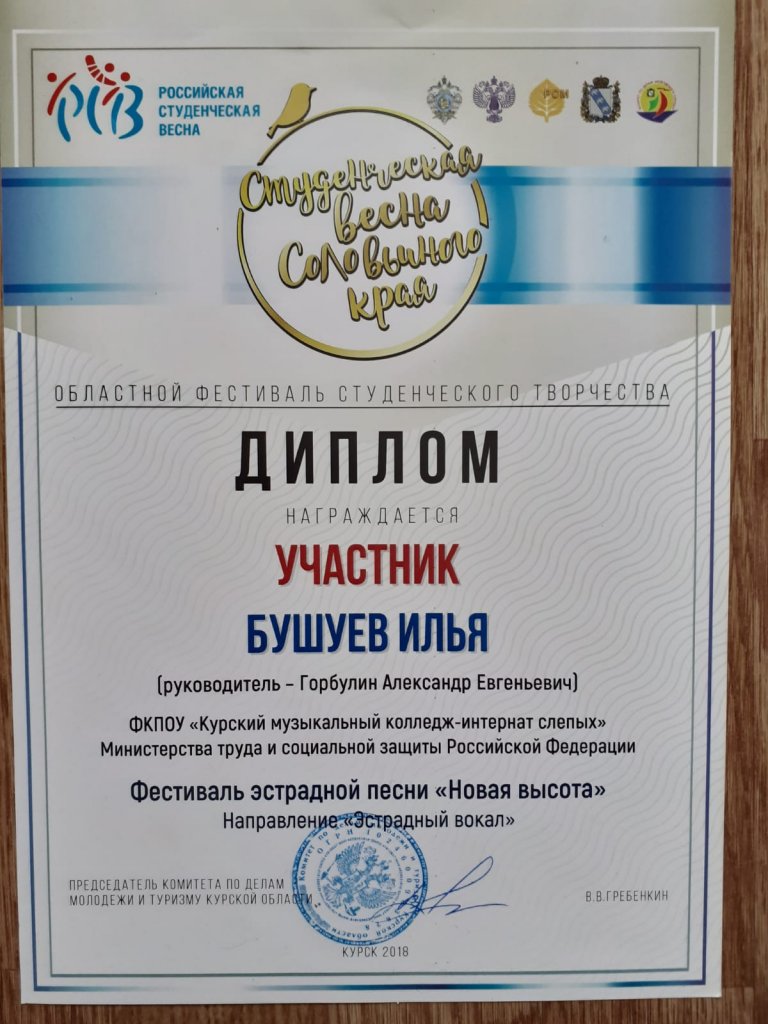 РСВ
РОССИЙСКАЯ
СТУДЕНЧЕСКАЯ
ВЕСНА
РСМ
Студенческая
весна
Соловьиного
края
ОБЛАСТНОЙ ФЕСТИВАЛЬ СТУДЕНЧЕСКОГО ТВОРЧЕСТВА
ДИПЛОМ
НАГРАЖДАЕТСЯ
УЧАСТНИК
БУШУЕВ ИЛЬЯ
(руководитель – Горбулин Александр Евгеньевич)
ФКПОУ «Курский музыкальный колледж-интернат слепых»
Министерства труда и социальной защиты Российской Федерации
Фестиваль эстрадной песни «Новая высота»
Направление «Эстрадный вокал»
ПРЕДСЕДАТЕЛЬ КОМИТЕТА ПО ДЕЛАМ
МОЛОДЕЖИ И ТУРИЗМУ КУРСКОЙ ОБЛАСТИ
В.В.ГРЕБЕНКИН
КУРСК 2018